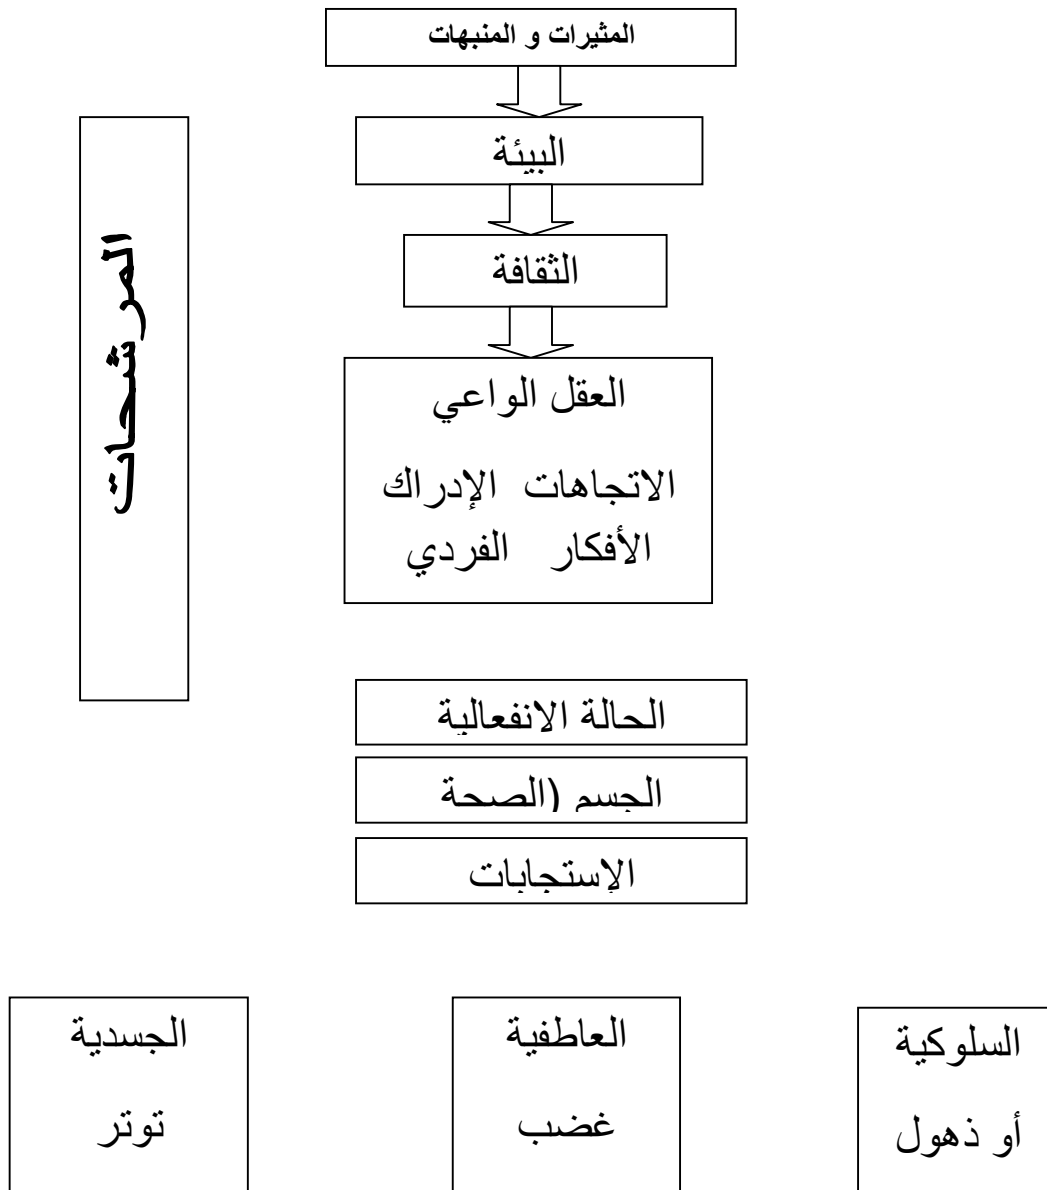 المثيرات و المنبهات
البيئة
الثقافة
المرشحات
العقل الواعي
الاتجاهات الإدراك
الأفكار الفردي
الحالة الانفعالية
الجسم (الصحة
الإستجابات
السلوكية
أو ذهول
العاطفية
غضب
الجسدية
توتر